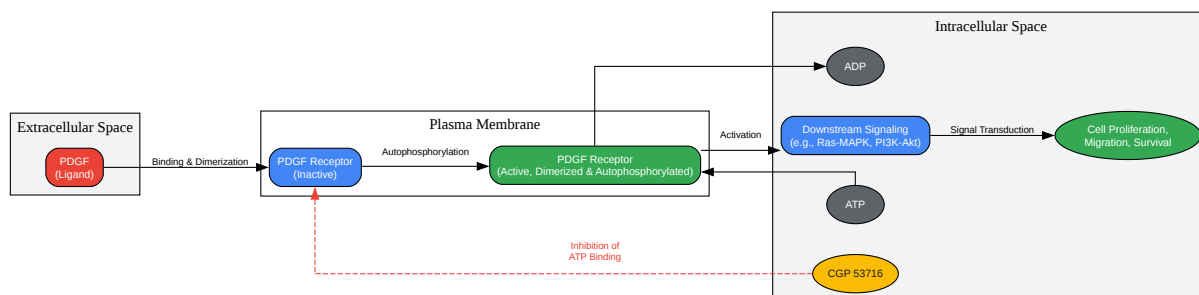 Extracellular Space
PDGF
(Ligand)
Binding & Dimerization
Plasma Membrane
PDGF Receptor
(Inactive)
Autophosphorylation
PDGF Receptor
(Active, Dimerized & Autophosphorylated)
Activation
Intracellular Space
ADP
Downstream Signaling
(e.g., Ras-MAPK, PI3K-Akt)
Signal Transduction
Cell Proliferation,
Migration, Survival
ATP
Inhibition of
ATP Binding
CGP 53716